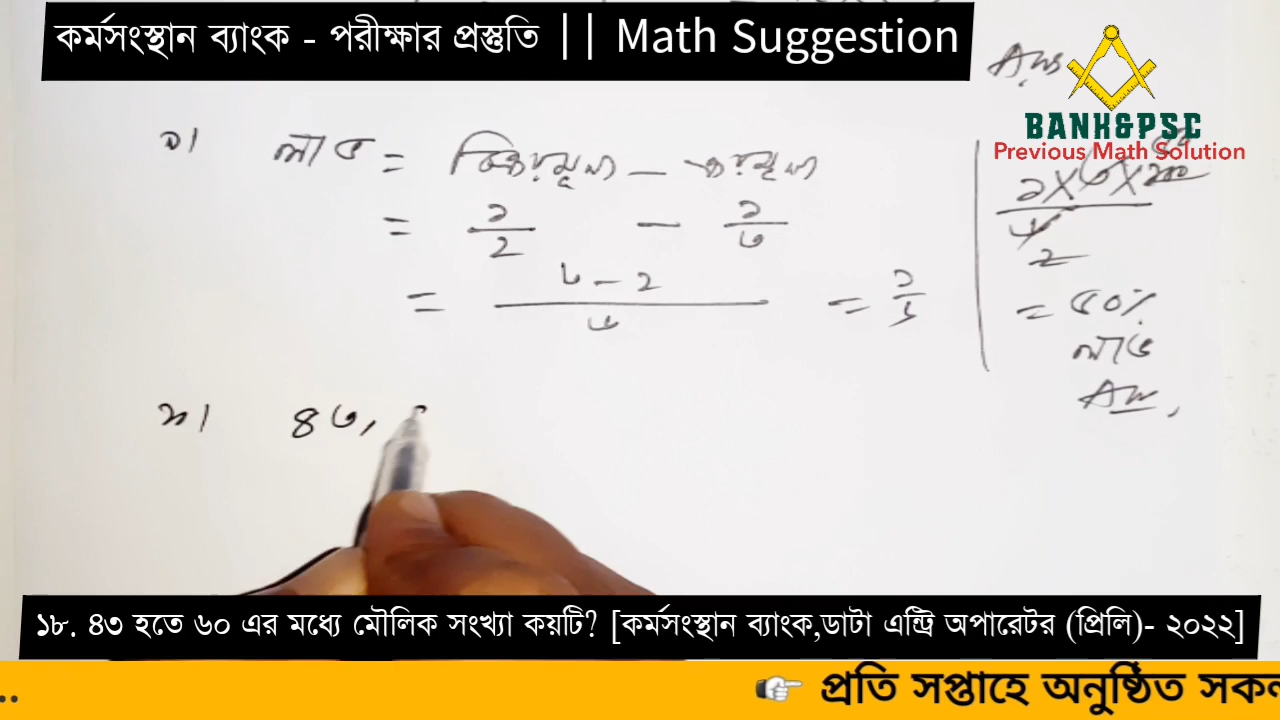 কর্মসংস্থান ব্যাংক - পরীক্ষার প্রস্তুতি || Math Suggestion
Ans
BANK&PSC
Previous Math Solution
লাভ = বিক্রয়মূল্য - ক্রয়মূল্য
= ১/২ - ১/৩
= ৩-২/৬ = ১/৬
= ৫০%
লাভ
Ans,
৪৩,
১৮. ৪৩ হতে ৬০ এর মধ্যে মৌলিক সংখ্যা কয়টি? [কর্মসংস্থান ব্যাংক,ডাটা এন্ট্রি অপারেটর (প্রিলি)- ২০২২]
.. 👉 প্রতি সপ্তাহে অনুষ্ঠিত সকল